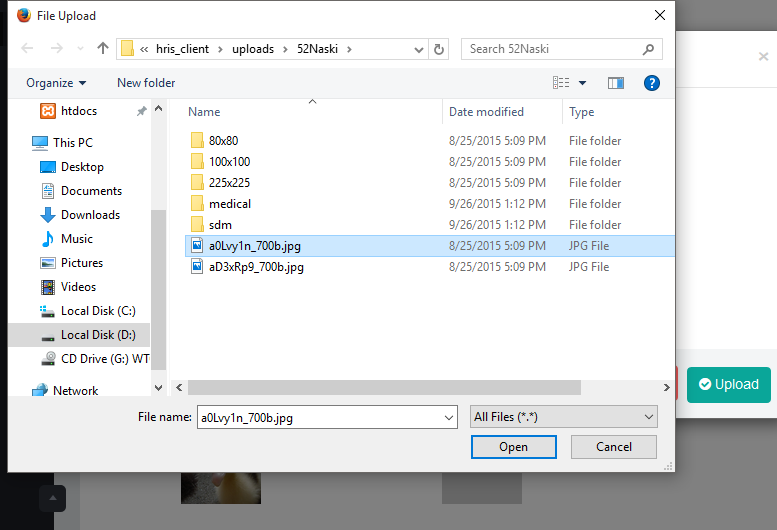 File Upload
« hris_client › uploads › 52Naski ›
Search 52Naski
Organize
New folder
htdocs
This PC
Desktop
Documents
Downloads
Music
Pictures
Videos
Local Disk (C:)
Local Disk (D:)
CD Drive (G:) WT
Network
Name Date modified Type
80x80 8/25/2015 5:09 PM File folder
100x100 8/25/2015 5:09 PM File folder
225x225 8/25/2015 5:09 PM File folder
medical 9/26/2015 1:12 PM File folder
sdm 9/26/2015 1:12 PM File folder
a0Lvy1n_700b.jpg 8/25/2015 5:09 PM JPG File
aD3xRp9_700b.jpg 8/25/2015 5:09 PM JPG File
File name: a0Lvy1n_700b.jpg
All Files (*.*)
Open
Cancel
Upload